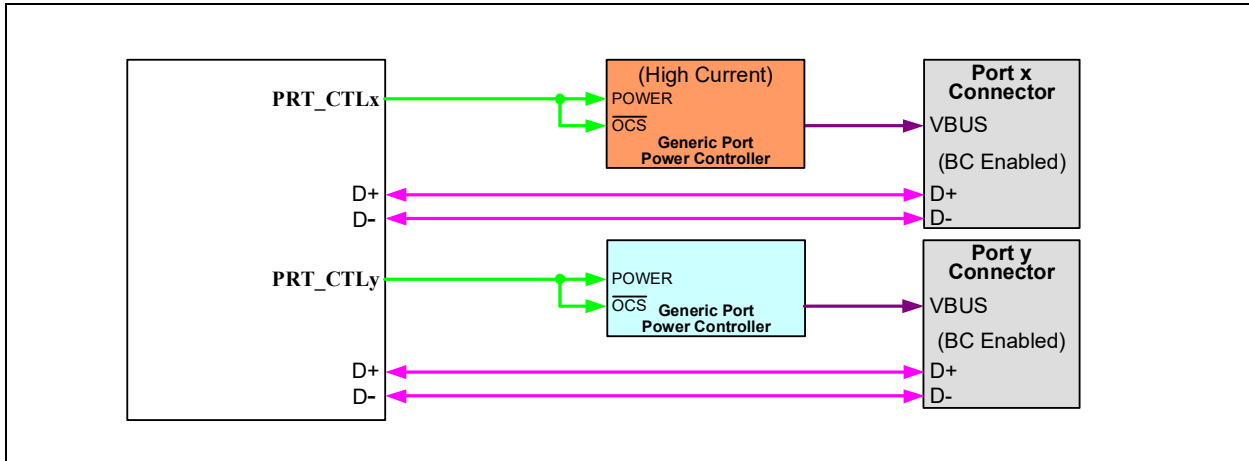 PRT_CTLx
D+
D-
PRT_CTLy
D+
D-
(High Current)
POWER
OCS
Generic Port
Power Controller
POWER
OCS
Generic Port
Power Controller
Port x
Connector
VBUS
(BC Enabled)
D+
D-
Port y
Connector
VBUS
(BC Enabled)
D+
D-